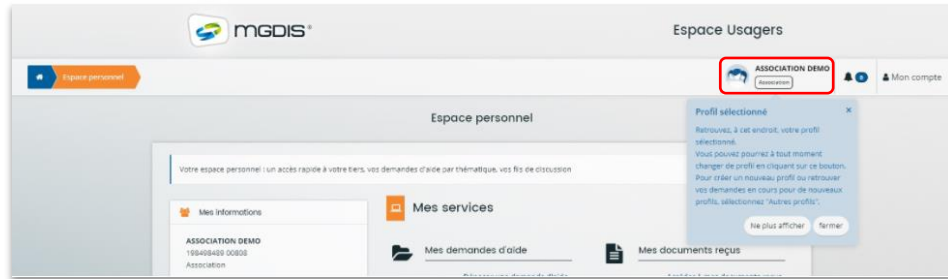 MGDIS®
Espace Usagers
Espace personnel
ASSOCIATION DEMO
Association
Mon compte
Espace personnel
Profil sélectionné ×
Retrouvez, à cet endroit, votre profil
sélectionné.
Vous pouvez pourrez à tout moment
changer de profil en cliquant sur ce bouton.
Pour créer un nouveau profil ou retrouver
vos demandes en cours pour de nouveaux
profils, sélectionnez "Autres profils".
Ne plus afficher
fermer
Votre espace personnel : un accès rapide à votre tiers, vos demandes d'aide par thématique, vos fils de discussion
Mes informations
ASSOCIATION DEMO
Association
Mes services
Mes demandes d'aide
Mes documents reçus